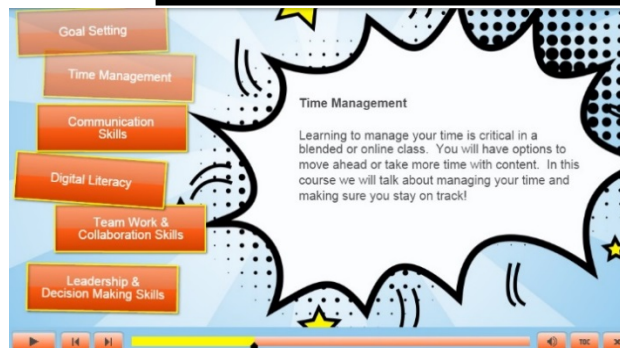 Goal Setting
Time Management
Communication
Skills
Digital Literacy
Team Work &
Collaboration Skills
Leadership &
Decision Making Skills
Time Management
Learning to manage your time is critical in a
blended or online class.  You will have options to
move ahead or take more time with content.  In this
course we will talk about managing your time and
making sure you stay on track!
TOC